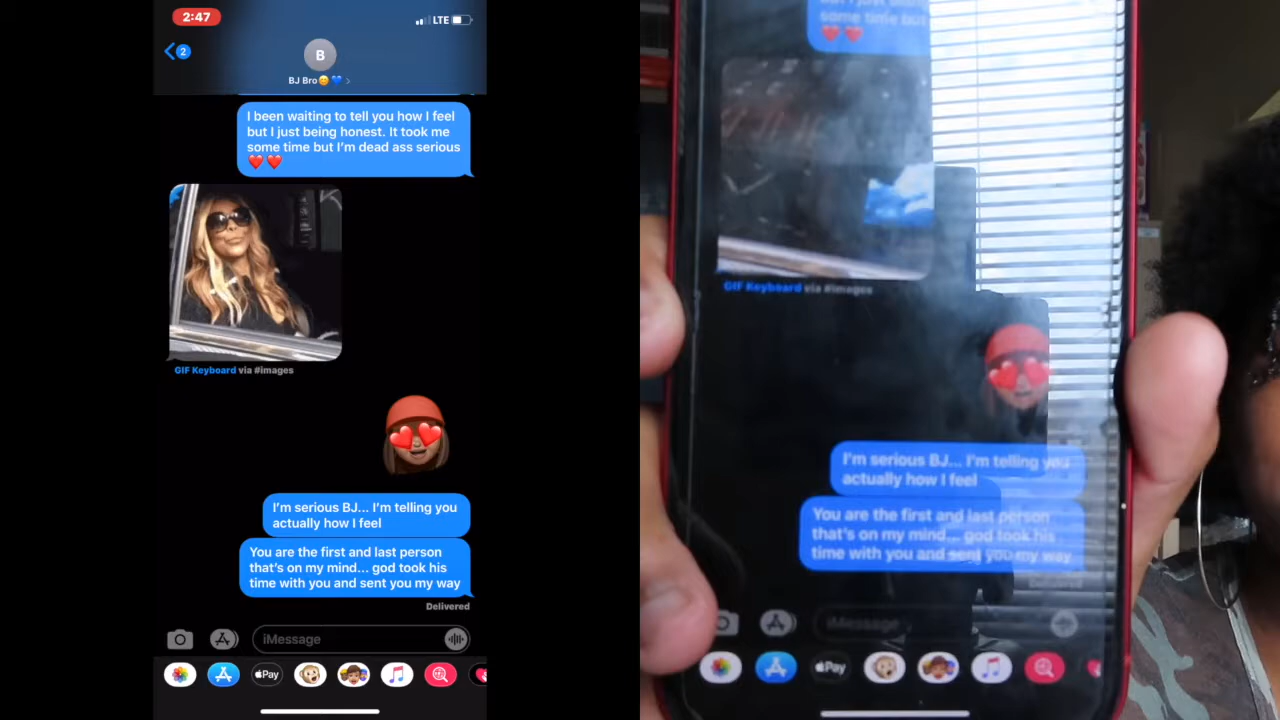 2:47
LTE
2
B
BJ Bro😊💙 >
I been waiting to tell you how I feel
but I just being honest. It took me
some time but I'm dead ass serious
❤️ ❤️
GIF Keyboard via #images
I'm serious BJ... I'm telling you
actually how I feel
You are the first and last person
that's on my mind... god took his
time with you and sent you my way
Delivered
iMessage
Pay
some time but
❤️❤️
GIF Keyboard via #images
I'm serious BJ... I'm telling you
actually how I feel
You are the first and last person
that's on my mind... god took his
time with you and sent you my way
Delivered
iMessage
Pay